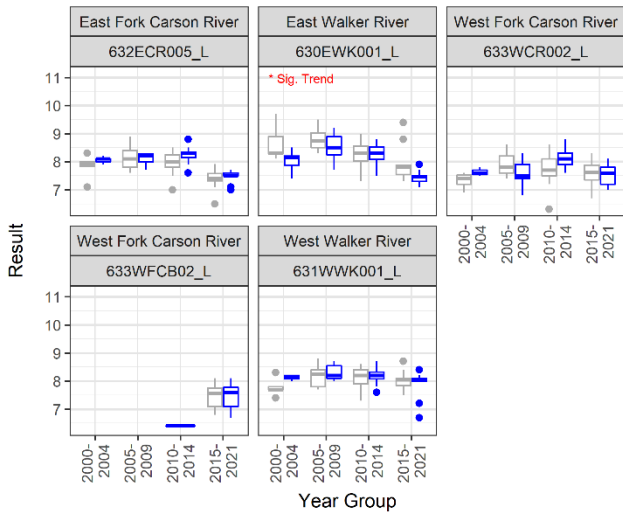 East Fork Carson River
East Walker River
West Fork Carson River
632ECR005_L
630EWK001_L
633WCR002_L
* Sig. Trend
11
10
9
8
7
2000-
2004
2005-
2009
2010-
2014
2015-
2021
West Fork Carson River
West Walker River
633WFCB02_L
631WWK001_L
11
10
9
8
7
2000-
2004
2005-
2009
2010-
2014
2015-
2021
2000-
2004
2005-
2009
2010-
2014
2015-
2021
Result
Year Group